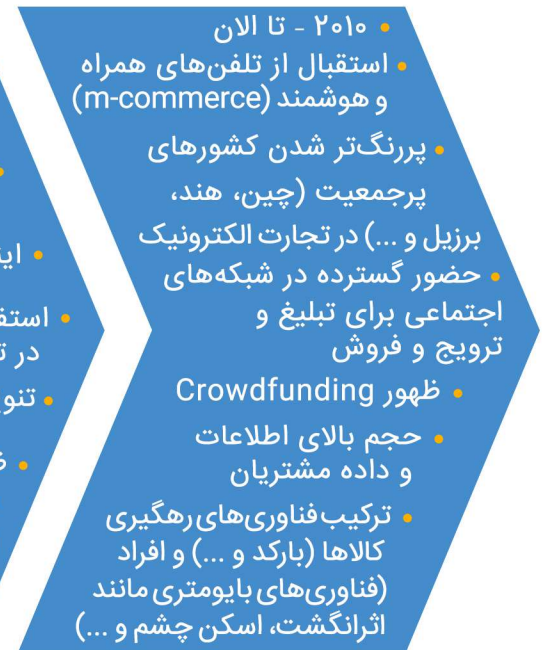 • ۲۰۱۰ - تا الان
• استقبال از تلفن‌های همراه
و هوشمند (m-commerce)
• پررنگ‌تر شدن کشورهای
پرجمعیت (چین، هند،
برزیل و ...) در تجارت الکترونیک
• حضور گسترده در شبکه‌های
اجتماعی برای تبلیغ و
ترویج و فروش
• ظهور Crowdfunding
• حجم بالای اطلاعات
و داده مشتریان
• ترکیب فناوری‌های رهگیری
کالاها (بارکد و ...) و افراد
(فناوری‌های بایومتری مانند
اثرانگشت، اسکن چشم و ...)